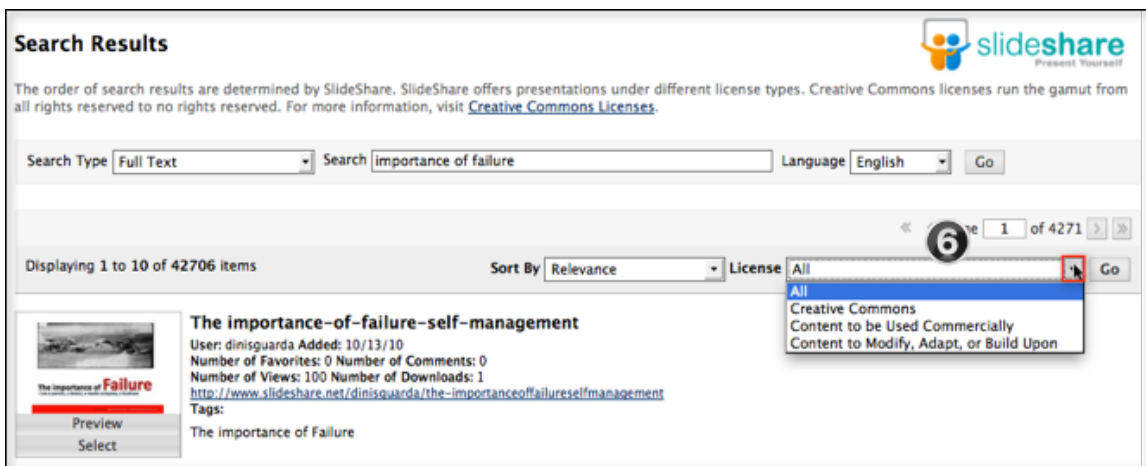 Search Results
slideshare
Present Yourself
The order of search results are determined by SlideShare. SlideShare offers presentations under different license types. Creative Commons licenses run the gamut from
all rights reserved to no rights reserved. For more information, visit Creative Commons Licenses.
Search Type Full Text Search importance of failure Language English Go
« 1 of 4271 > »
6
Displaying 1 to 10 of 42706 items Sort By Relevance License All Go
All
Creative Commons
Content to be Used Commercially
Content to Modify, Adapt, or Build Upon
The importance-of-failure-self-management
User: dinisguarda Added: 10/13/10
Number of Favorites: 0 Number of Comments: 0
Number of Views: 100 Number of Downloads: 1
http://www.slideshare.net/dinisguarda/the-importanceoffailureselfmanagement
Tags:
The importance of Failure
The importance of Failure
Preview
Select